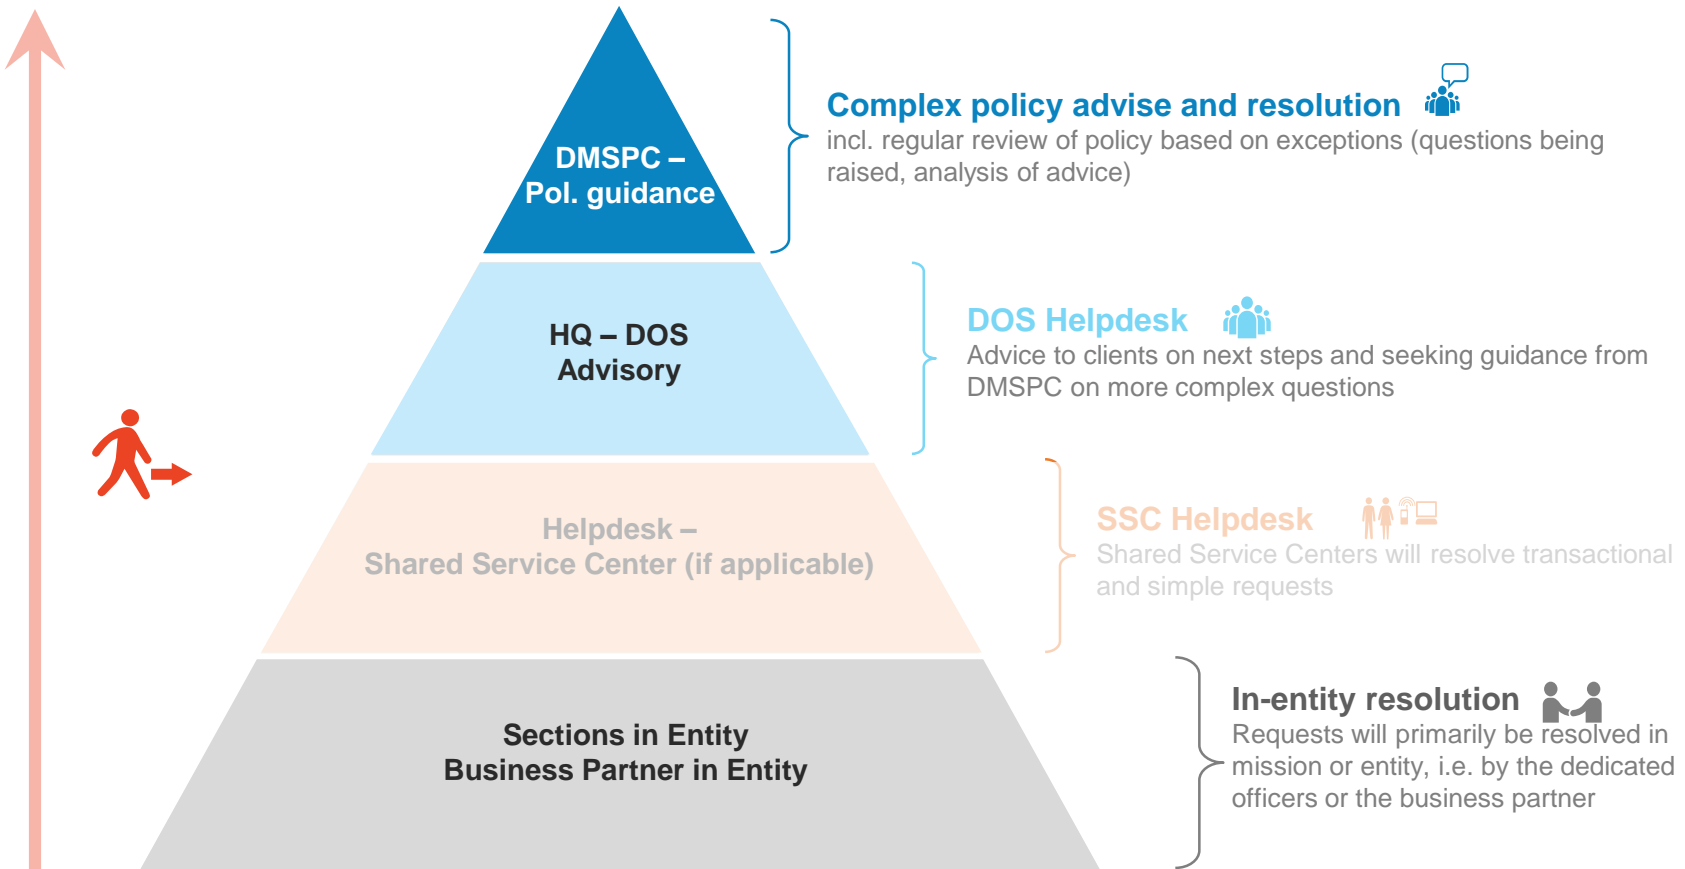 DMSPC –
Pol. guidance
Complex policy advise and resolution
incl. regular review of policy based on exceptions (questions being
raised, analysis of advice)
HQ – DOS
Advisory
DOS Helpdesk
Advice to clients on next steps and seeking guidance from
DMSPC on more complex questions
Helpdesk –
Shared Service Center (if applicable)
SSC Helpdesk
Shared Service Centers will resolve transactional
and simple requests
Sections in Entity
Business Partner in Entity
In-entity resolution
Requests will primarily be resolved in
mission or entity, i.e. by the dedicated
officers or the business partner